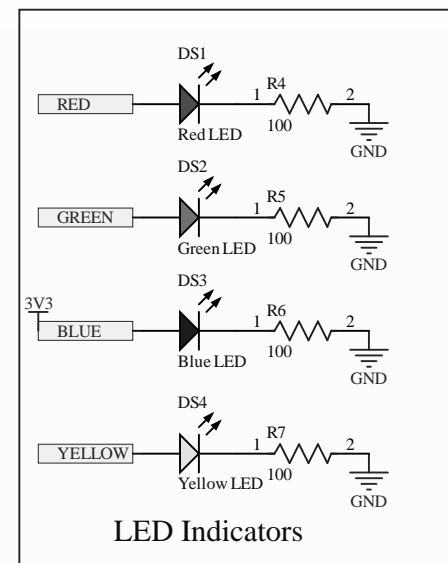 DS1
RED
1
R4
2
Red LED
100
GND
DS2
GREEN
1
R5
2
Green LED
100
GND
DS3
3V3
BLUE
1
R6
2
Blue LED
100
GND
DS4
YELLOW
1
R7
2
Yellow LED
100
GND
LED Indicators